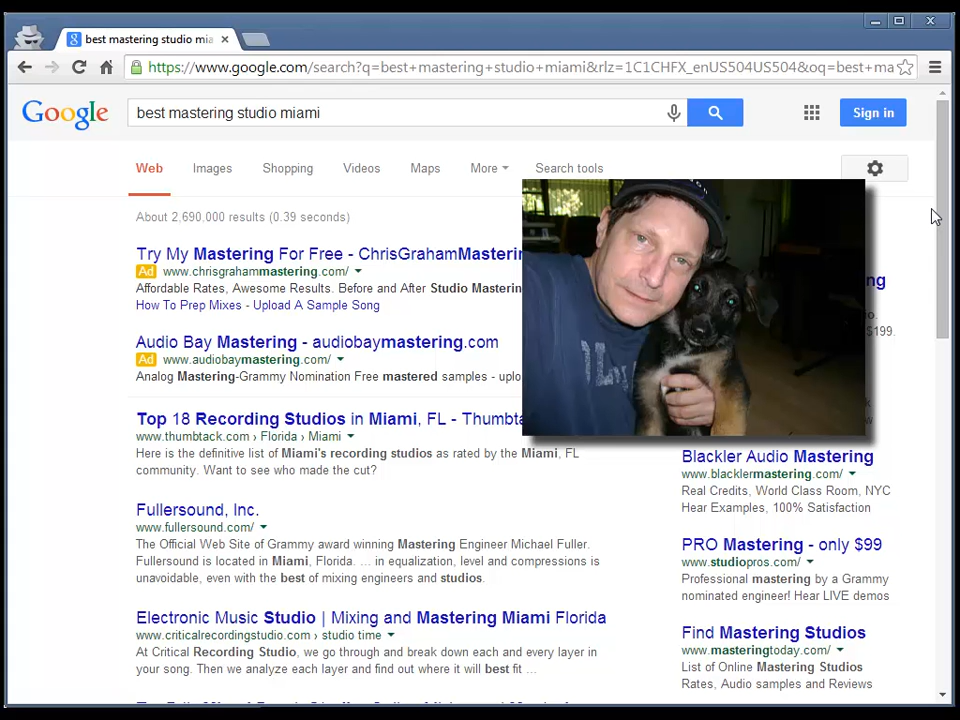 best mastering studio mia
https://www.google.com/search?q=best+mastering+studio+miami&rlz=1C1CHFX_enUS504US504&oq=best+ma
Google
best mastering studio miami
Sign in
Web
Images
Shopping
Videos
Maps
More
Search tools
About 2,690,000 results (0.39 seconds)
Try My Mastering For Free - ChrisGrahamMasterin
Ad www.chrisgrahammastering.com/
Affordable Rates, Awesome Results. Before and After Studio Mastering
How To Prep Mixes - Upload A Sample Song
Audio Bay Mastering - audiobaymastering.com
Ad www.audiobaymastering.com/
Analog Mastering-Grammy Nomination Free mastered samples - uplo
Top 18 Recording Studios in Miami, FL - Thumbta
www.thumbtack.com › Florida › Miami
Here is the definitive list of Miami's recording studios as rated by the Miami, FL
community. Want to see who made the cut?
Fullersound, Inc.
www.fullersound.com/
The Official Web Site of Grammy award winning Mastering Engineer Michael Fuller.
Fullersound is located in Miami, Florida. ... in equalization, level and compressions is
unavoidable, even with the best of mixing engineers and studios.
Electronic Music Studio | Mixing and Mastering Miami Florida
www.criticalrecordingstudio.com › studio time
At Critical Recording Studio, we go through and break down each and every layer in
your song. Then we analyze each layer and find out where it will best fit ...
ng
$199.
Blackler Audio Mastering
www.blacklermastering.com/
Real Credits, World Class Room, NYC
Hear Examples, 100% Satisfaction
PRO Mastering - only $99
www.studiopros.com/
Professional mastering by a Grammy
nominated engineer! Hear LIVE demos
Find Mastering Studios
www.masteringtoday.com/
List of Online Mastering Studios
Rates, Audio samples and Reviews